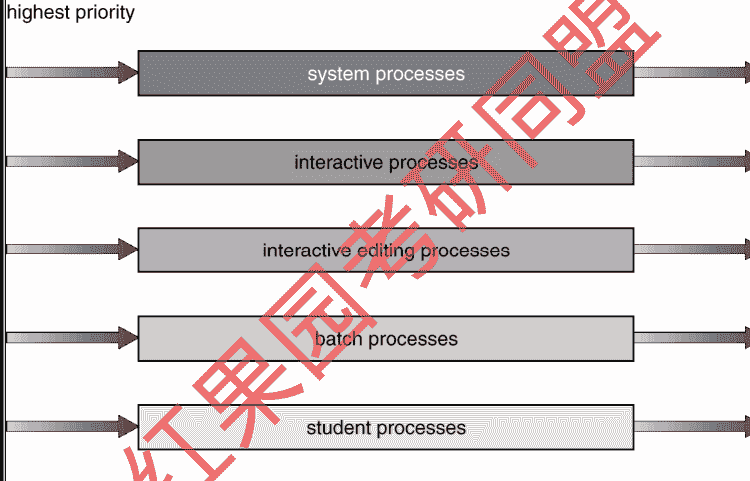 highest priority
system processes
interactive processes
interactive editing processes
batch processes
student processes
红果园考研同盟